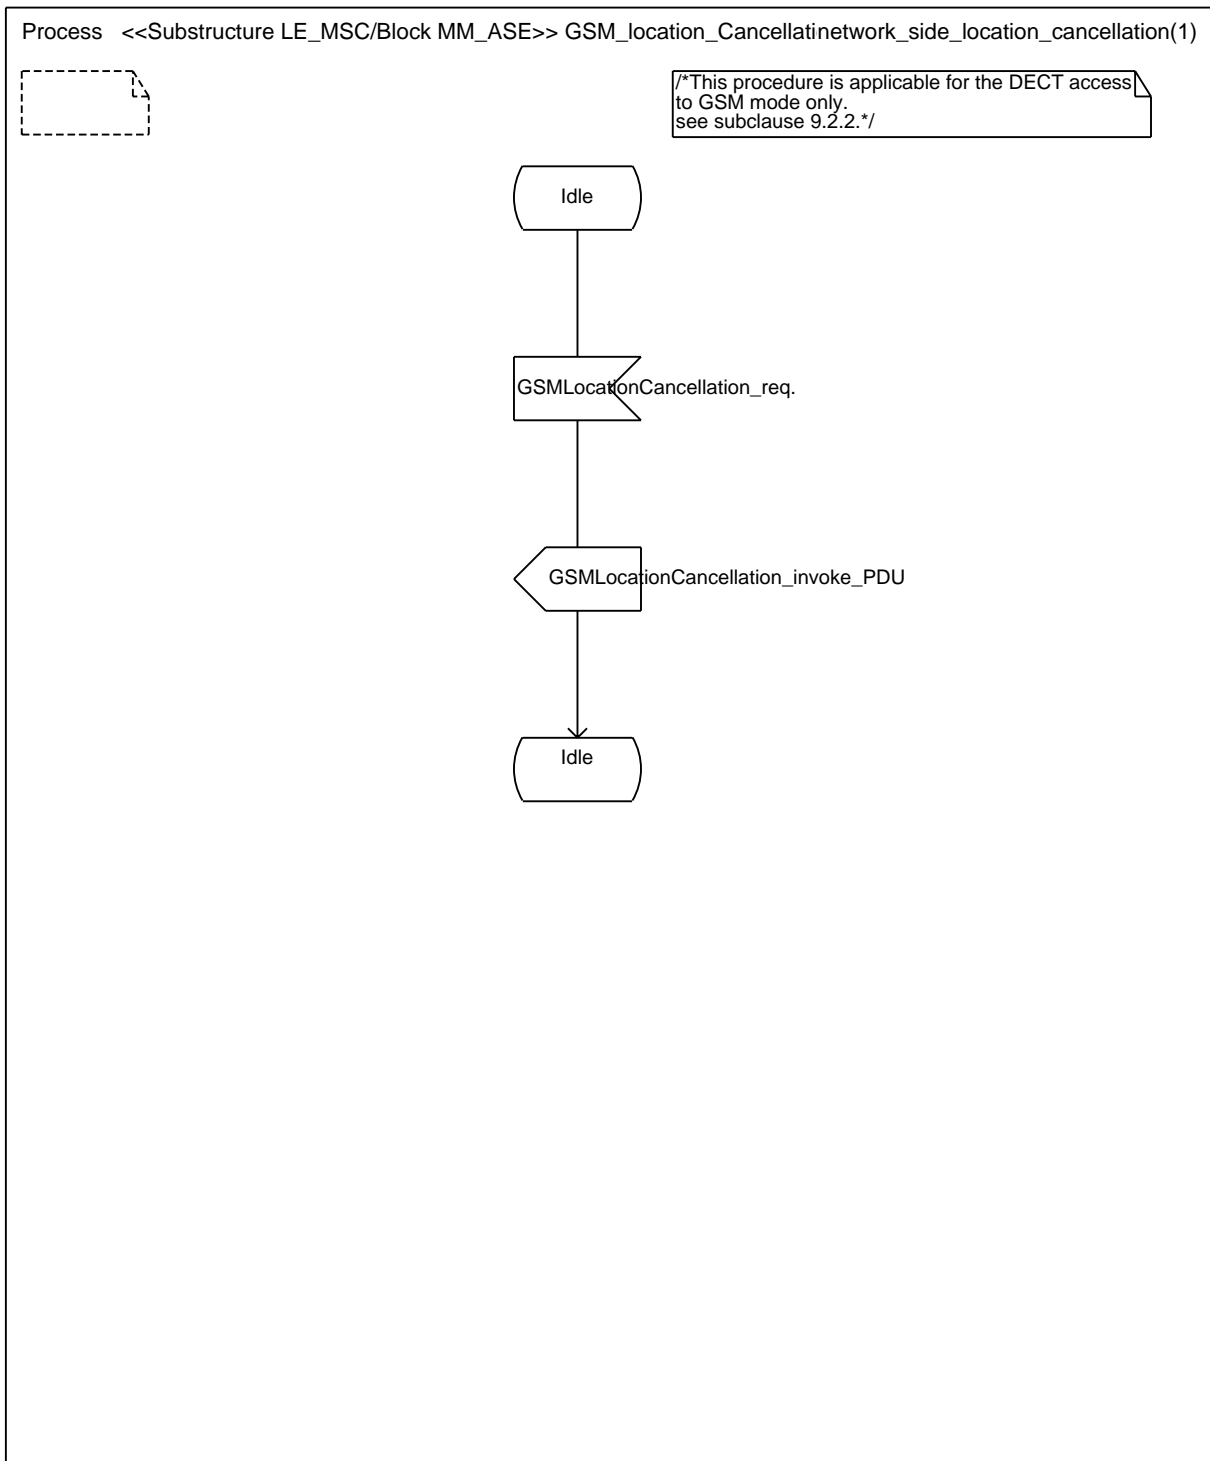 Process <<Substructure LE_MSC/Block MM_ASE>> GSM_location_Cancellatinetwork_side_location_cancellation(1)
/*This procedure is applicable for the DECT access
to GSM mode only.
see subclause 9.2.2.*/
Idle
GSMLocationCancellation_req.
GSMLocationCancellation_invoke_PDU
Idle